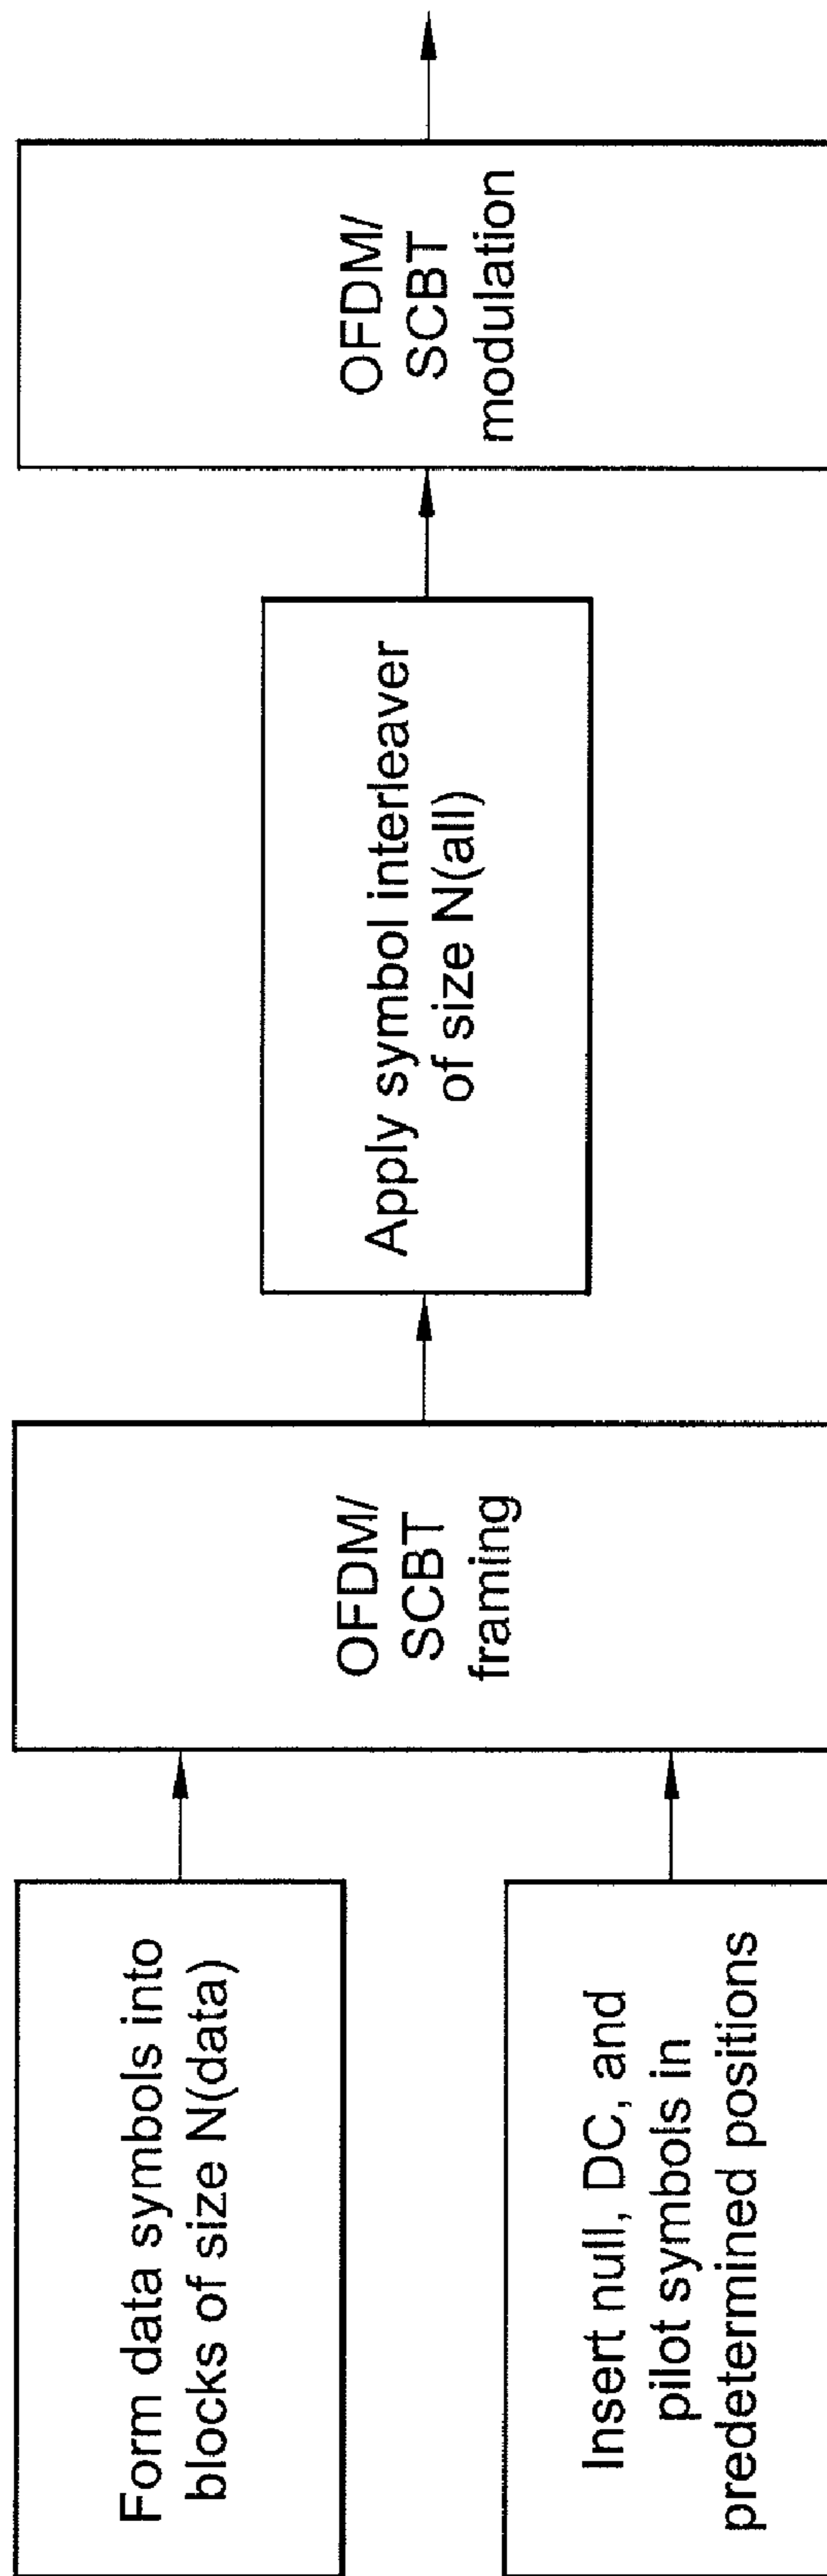 Form data symbols into
blocks of size N(data)
Insert null, DC, and
pilot symbols in
predetermined positions
OFDM/
SCBT
framing
Apply symbol interleaver
of size N(all)
OFDM/
SCBT
modulation